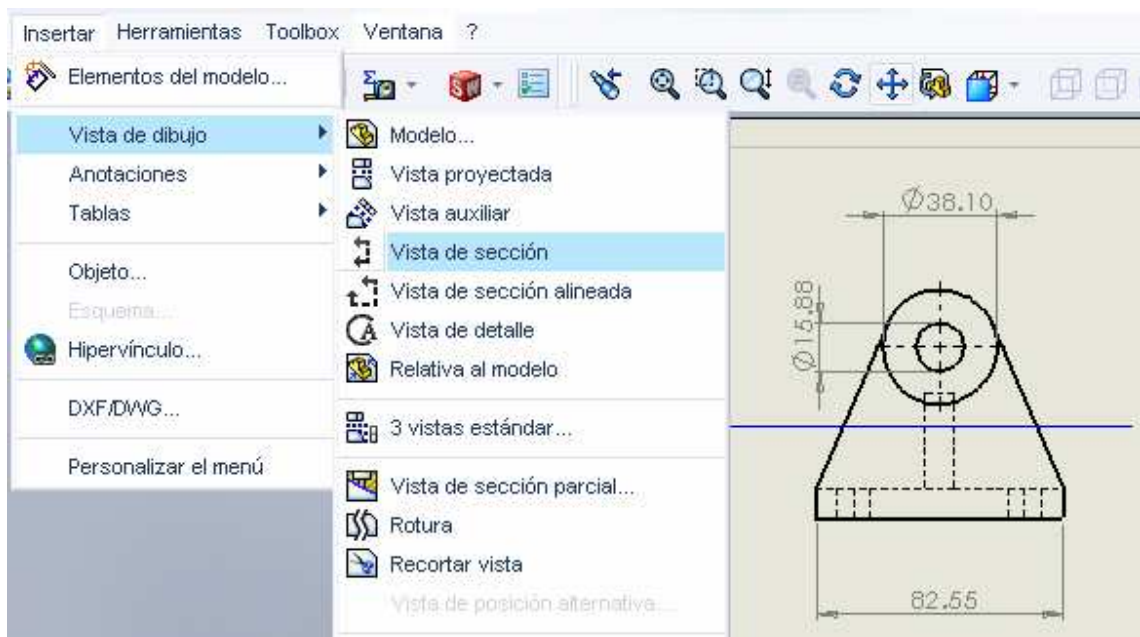 Insertar Herramientas Toolbox Ventana ?
Elementos del modelo...
Vista de dibujo
Anotaciones
Tablas
Objeto...
Esquema...
Hipervínculo...
DXF/DWG...
Personalizar el menú
Modelo...
Vista proyectada
Vista auxiliar
Vista de sección
Vista de sección alineada
Vista de detalle
Relativa al modelo
3 vistas estándar...
Vista de sección parcial...
Rotura
Recortar vista
Vista de posición alternativa...
Ø38.10
Ø15.88
82.55